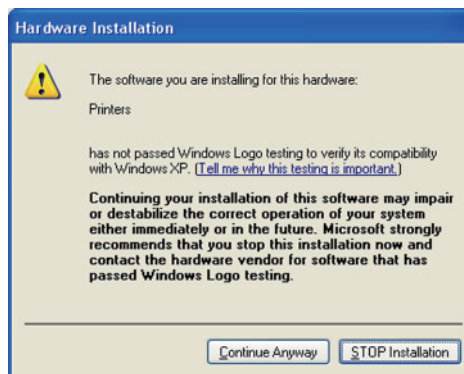 Hardware Installation
The software you are installing for this hardware:
Printers
has not passed Windows Logo testing to verify its compatibility
with Windows XP. (Tell me why this testing is important.)
Continuing your installation of this software may impair
or destabilize the correct operation of your system
either immediately or in the future. Microsoft strongly
recommends that you stop this installation now and
contact the hardware vendor for software that has
passed Windows Logo testing.
Continue Anyway
STOP Installation